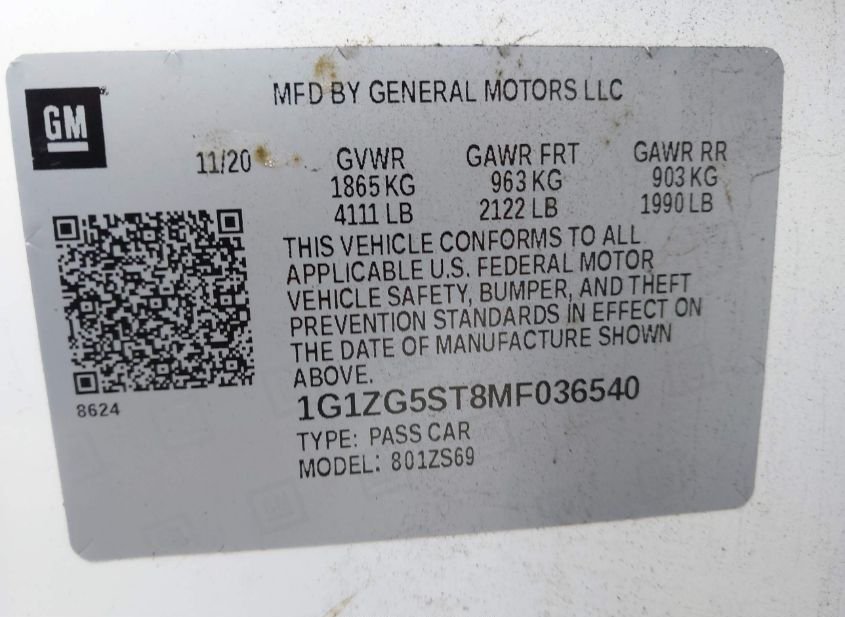 MFD BY GENERAL MOTORS LLC
GM
11/20 GVWR GAWR FRT GAWR RR
1865 KG 963 KG 903 KG
4111 LB 2122 LB 1990 LB
THIS VEHICLE CONFORMS TO ALL
APPLICABLE U.S. FEDERAL MOTOR
VEHICLE SAFETY, BUMPER, AND THEFT
PREVENTION STANDARDS IN EFFECT ON
THE DATE OF MANUFACTURE SHOWN
ABOVE.
8624
1G1ZG5ST8MF036540
TYPE: PASS CAR
MODEL: 801ZS69